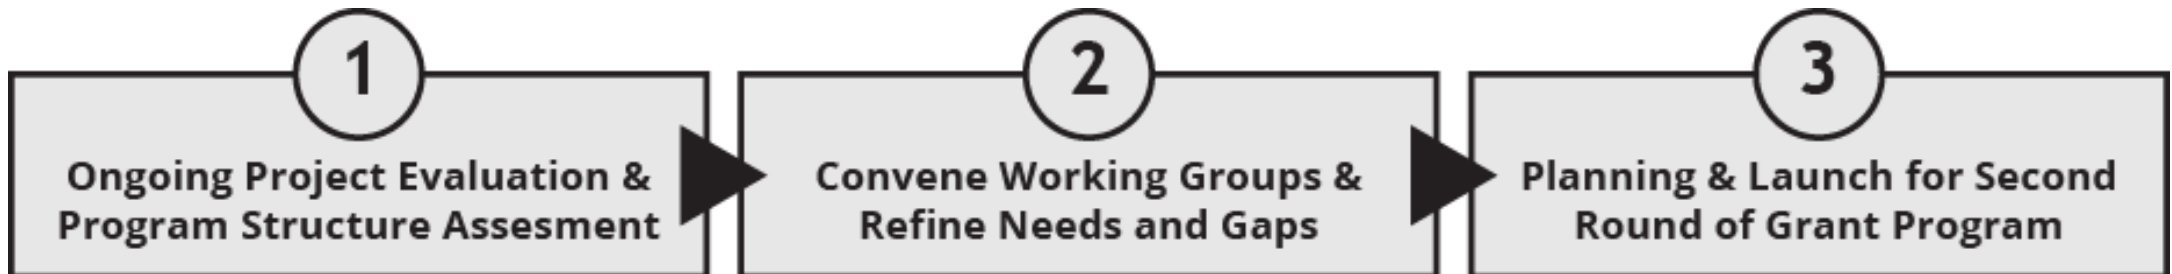 1
Ongoing Project Evaluation &
Program Structure Assesment
2
Convene Working Groups &
Refine Needs and Gaps
3
Planning & Launch for Second
Round of Grant Program